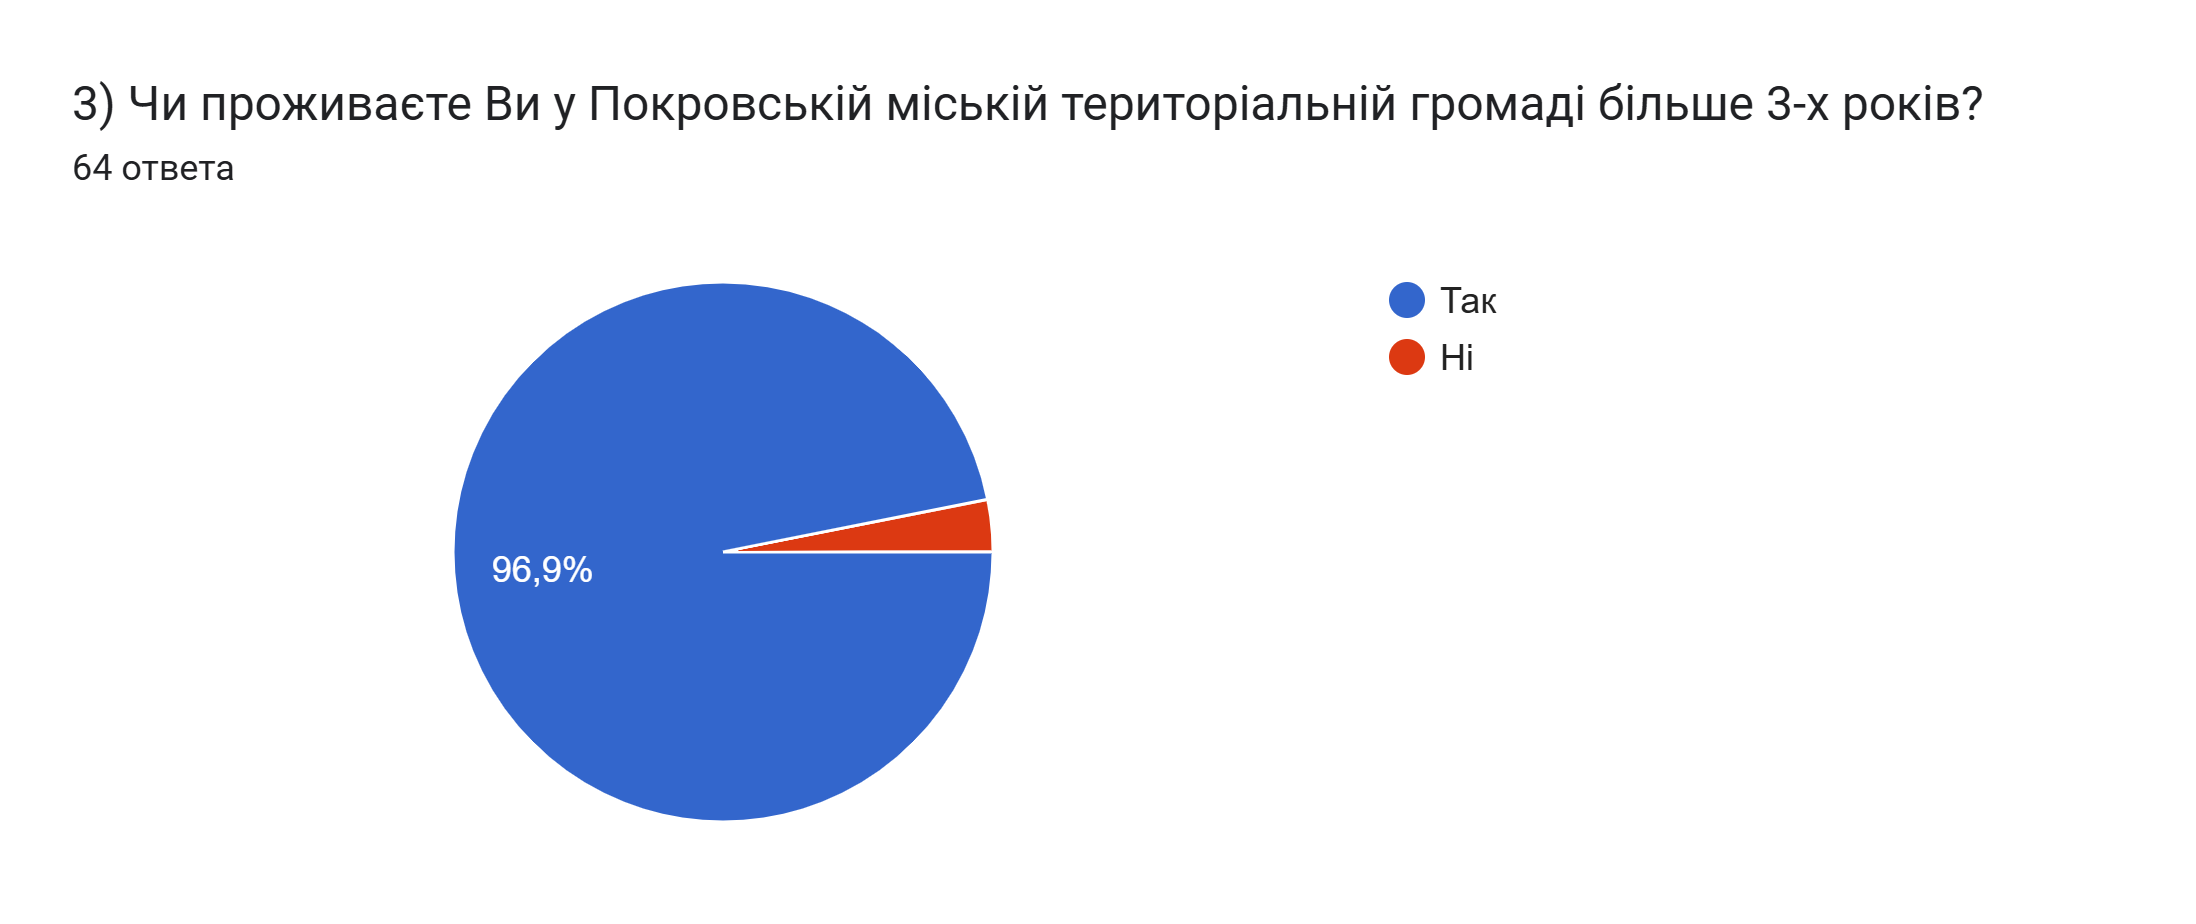 3) Чи проживаєте Ви у Покровській міській територіальній громаді більше 3-х років?
64 ответа
Так
Ні
96,9%